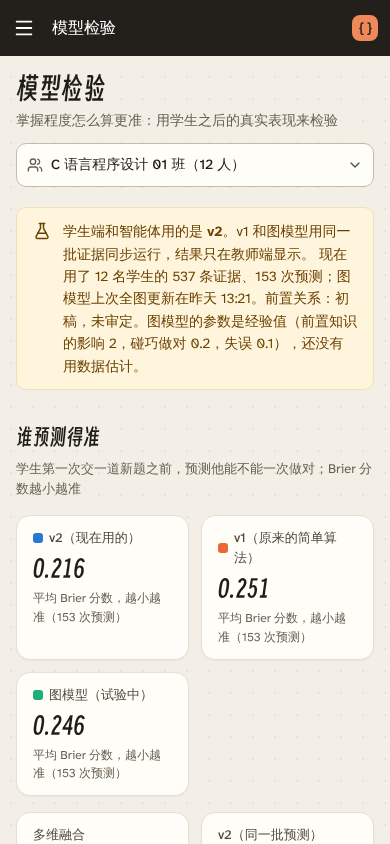 模型检验
{ }
模型检验
掌握程度怎么算更准：用学生之后的真实表现来检验
C 语言程序设计 01 班（12 人）
学生端和智能体用的是 v2。v1 和图模型用同一
批证据同步运行，结果只在教师端显示。 现在
用了 12 名学生的 537 条证据、153 次预测；图
模型上次全图更新在昨天 13:21。前置关系：初
稿，未审定。图模型的参数是经验值（前置知识
的影响 2，碰巧做对 0.2，失误 0.1），还没有
用数据估计。
谁预测得准
学生第一次交一道新题之前，预测他能不能一次做对；Brier 分
数越小越准
v2（现在用的）
0.216
平均 Brier 分数，越小越
准（153 次预测）
v1（原来的简单算
法）
0.251
平均 Brier 分数，越小越
准（153 次预测）
图模型（试验中）
0.246
平均 Brier 分数，越小越
准（153 次预测）
多维融合
v2（同一批预测）